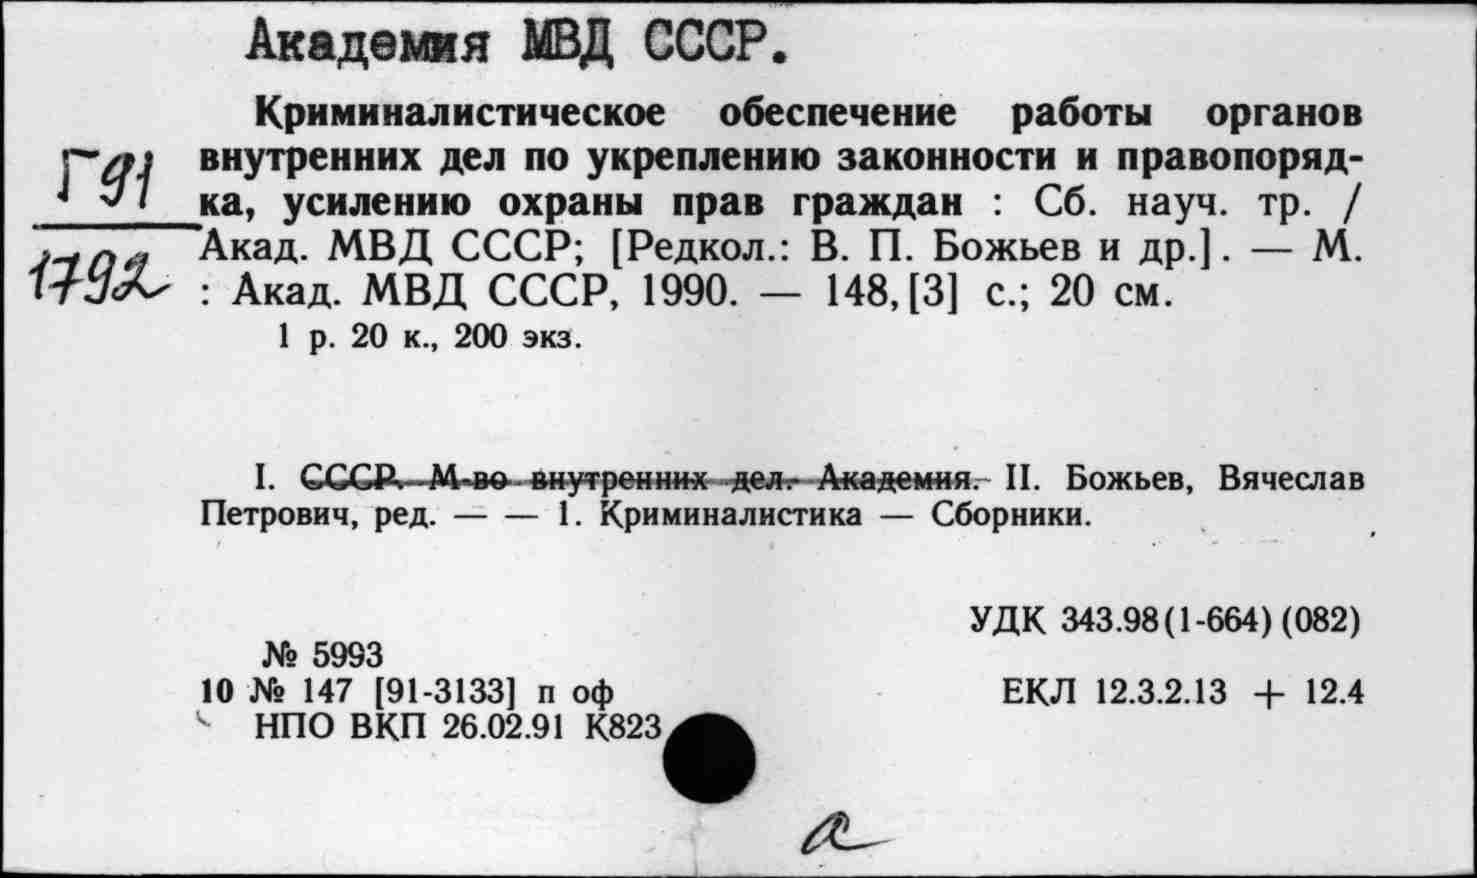 Академия МВД СССР.
Криминалистическое обеспечение работы органов
внутренних дел по укреплению законности и правопоряд-
ка, усилению охраны прав граждан : Сб. науч. тр. /
Акад. МВД СССР; [Редкол.: В. П. Божьев и др.]. — М.
: Акад. МВД СССР, 1990. — 148, [3] с.; 20 см.
1 р. 20 к., 200 экз.
Г91
1792
I. СССР. М-во внутренних дел. Академия. II. Божьев, Вячеслав
Петрович, ред. — — 1. Криминалистика — Сборники.
УДК 343.98(1-664)(082)
№ 5993
10 № 147 [91-3133] п оф
ЕКЛ 12.3.2.13 + 12.4
НПО ВКП 26.02.91 К823
а